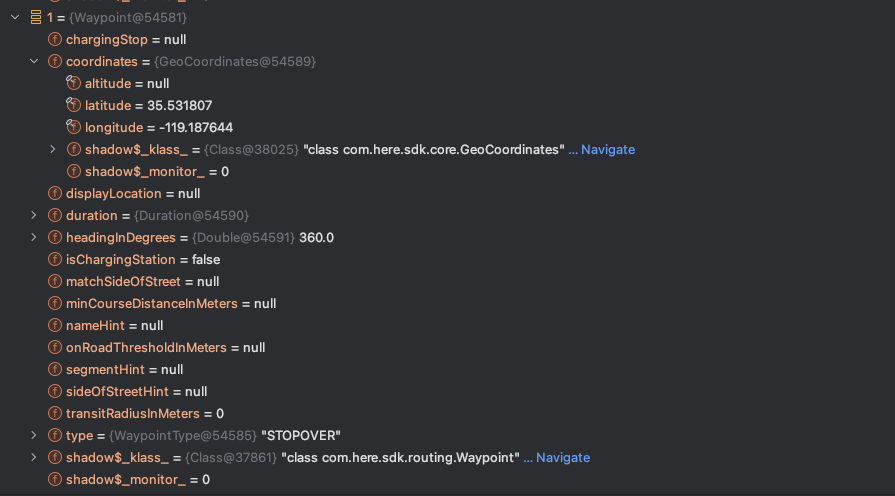 1 = {Waypoint@54581}
chargingStop = null
coordinates = {GeoCoordinates@54589}
altitude = null
latitude = 35.531807
longitude = -119.187644
shadow$_klass_ = {Class@38025} "class com.here.sdk.core.GeoCoordinates" ... Navigate
shadow$_monitor_ = 0
displayLocation = null
duration = {Duration@54590}
headingInDegrees = {Double@54591} 360.0
isChargingStation = false
matchSideOfStreet = null
minCourseDistanceInMeters = null
nameHint = null
onRoadThresholdInMeters = null
segmentHint = null
sideOfStreetHint = null
transitRadiusInMeters = 0
type = {WaypointType@54585} "STOPOVER"
shadow$_klass_ = {Class@37861} "class com.here.sdk.routing.Waypoint" ... Navigate
shadow$_monitor_ = 0